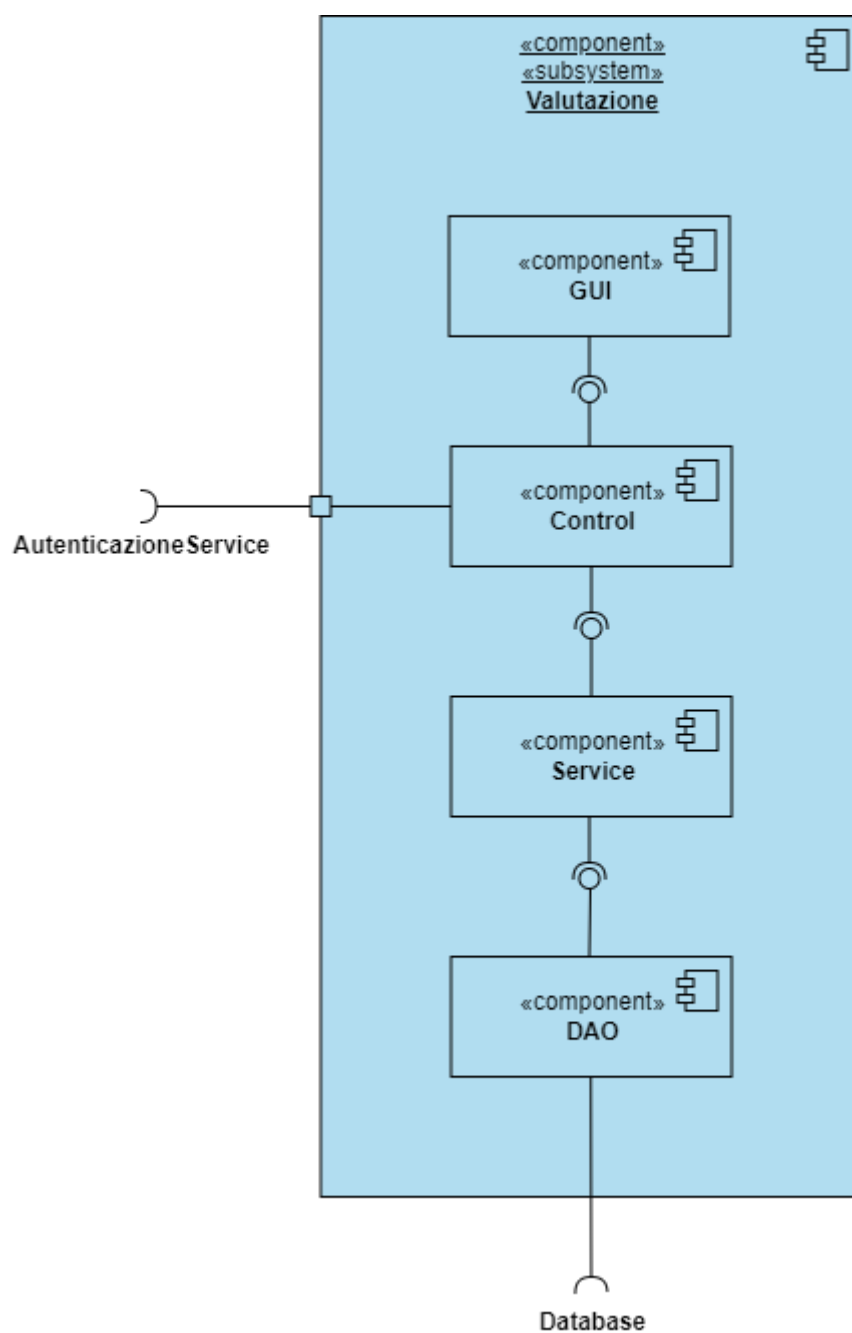 «component»
«subsystem»
Valutazione
«component»
GUI
«component»
Control
AutenticazioneService
«component»
Service
«component»
DAO
Database